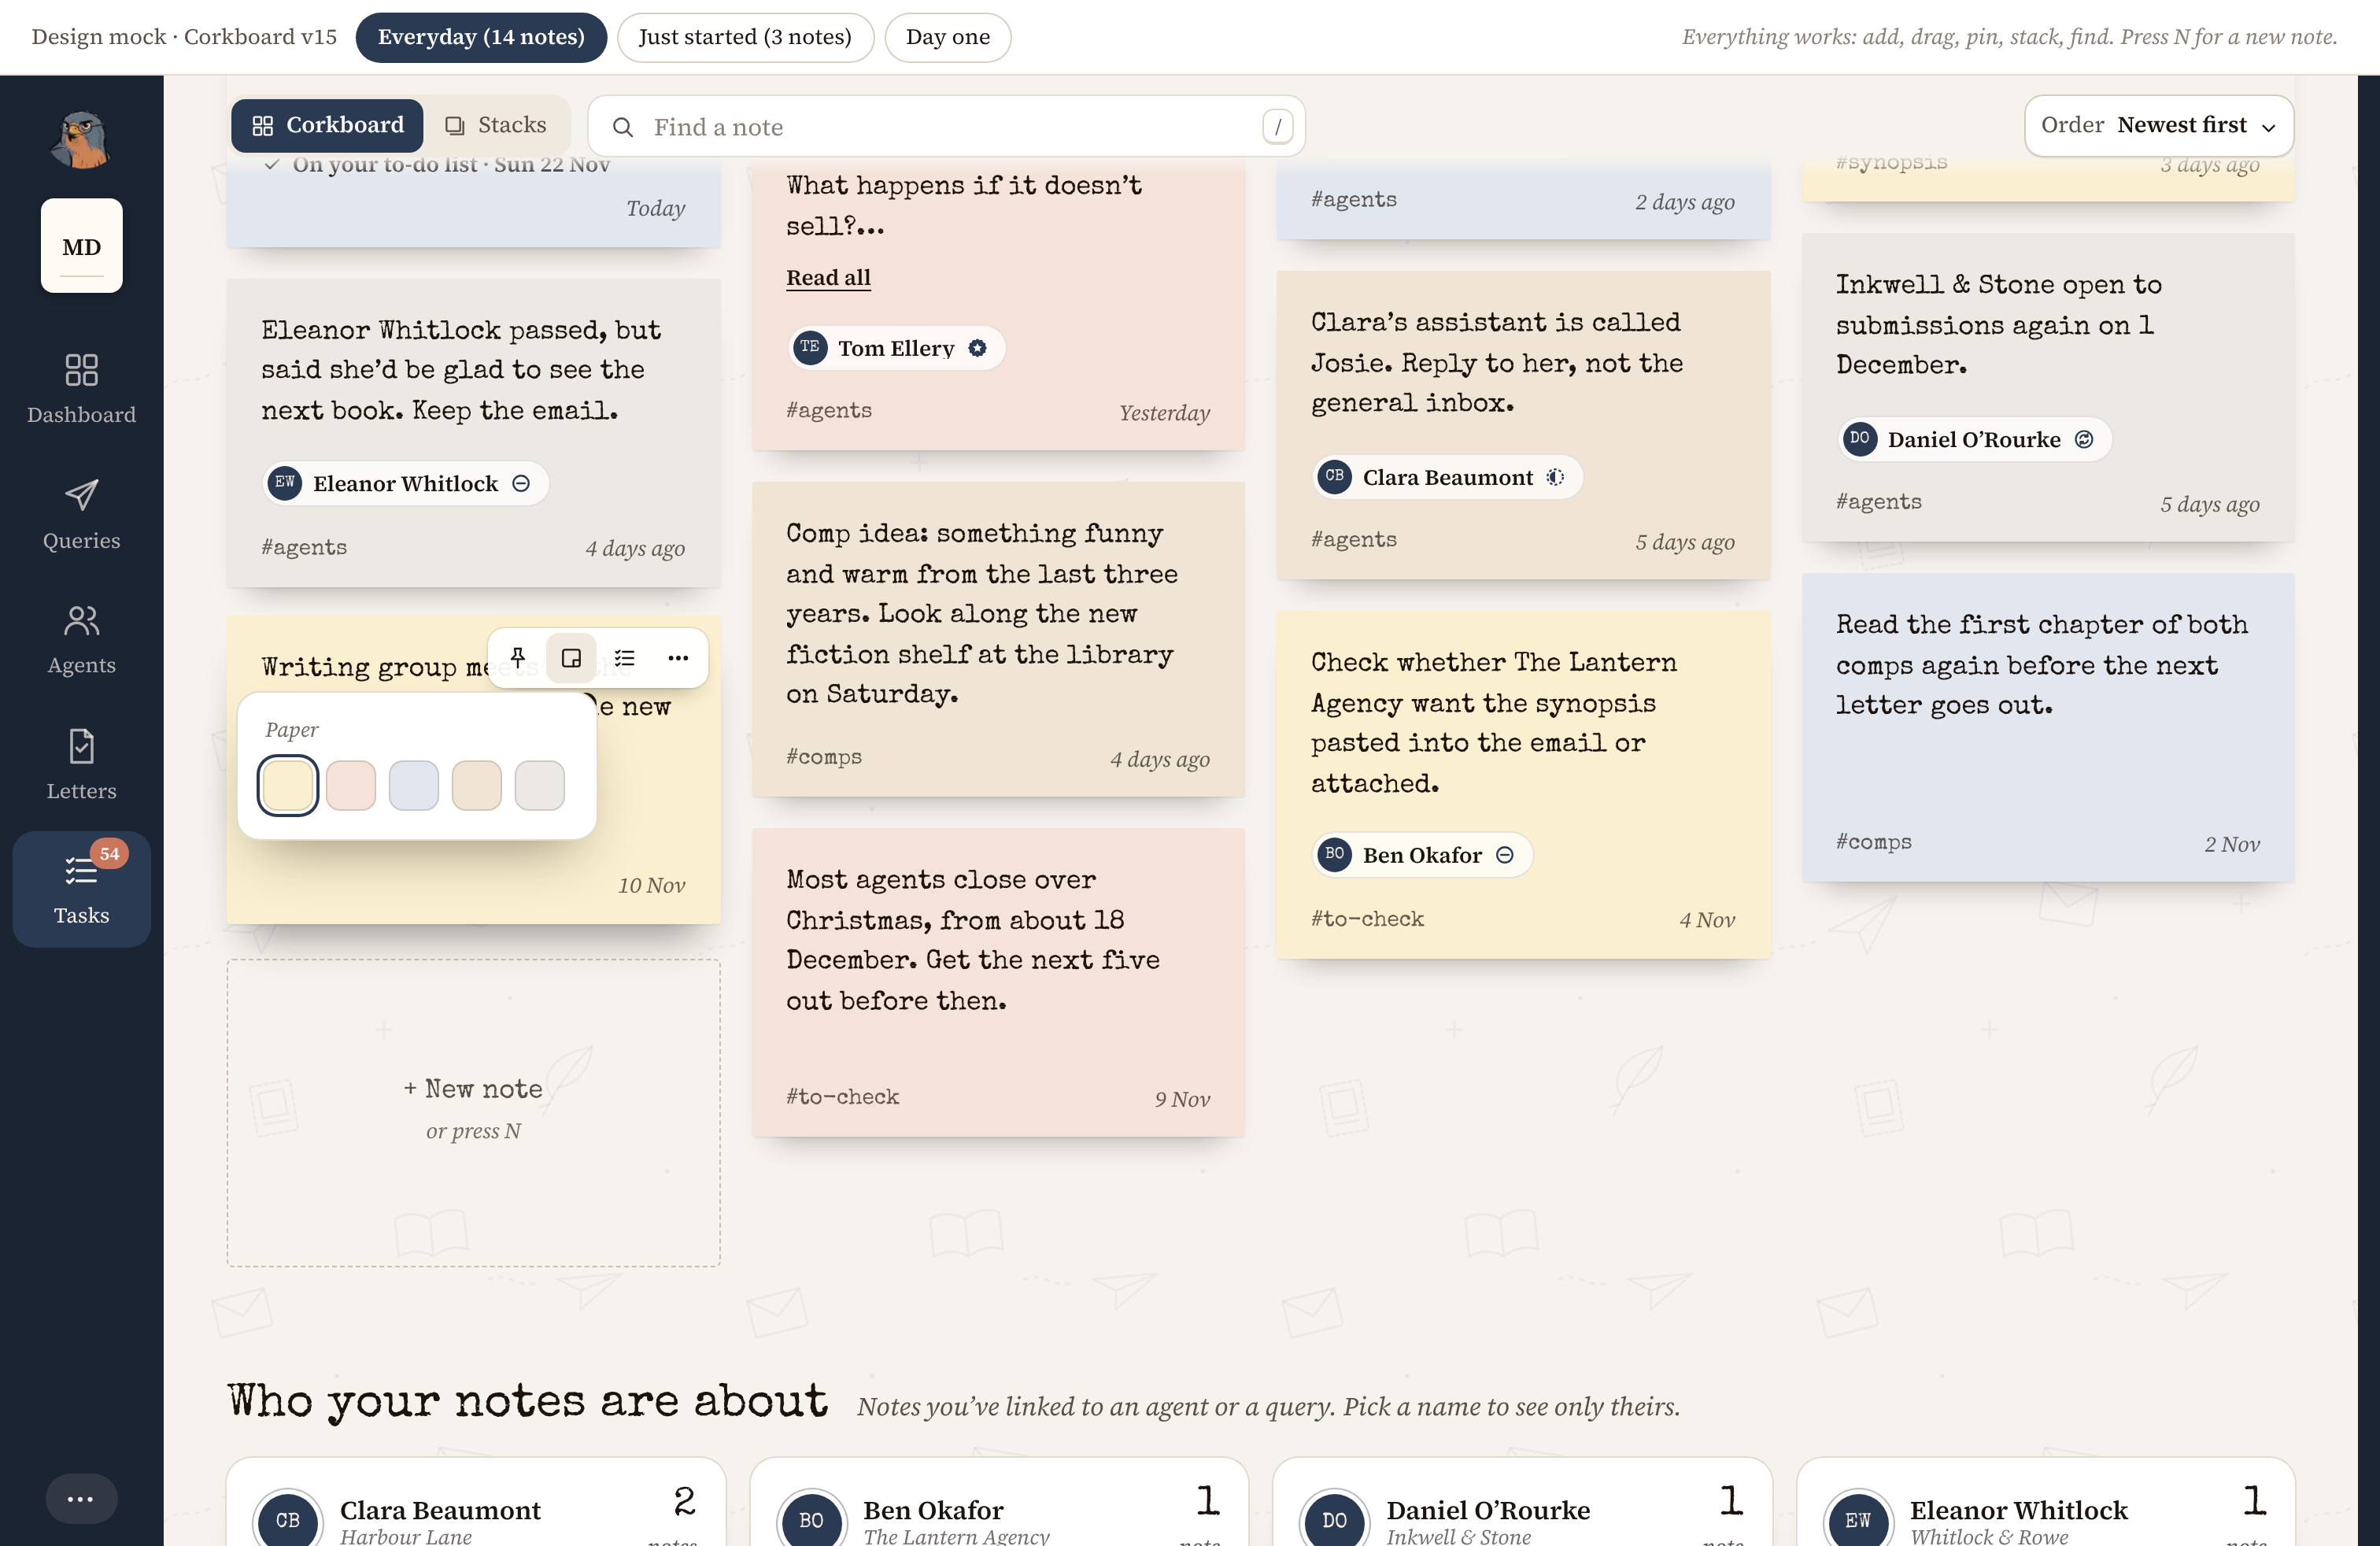 Design mock · Corkboard v15
Everyday (14 notes)
Just started (3 notes)
Day one
Everything works: add, drag, pin, stack, find. Press N for a new note.
MD
Dashboard
Queries
Agents
Letters
54
Tasks
Corkboard
Stacks
Find a note
/
Order Newest first
On your to-do list · Sun 22 Nov
Today
Eleanor Whitlock passed, but
said she’d be glad to see the
next book. Keep the email.
EW Eleanor Whitlock
#agents
4 days ago
Writing group meets the
e new
Paper
10 Nov
+ New note
or press N
What happens if it doesn’t
sell?...
Read all
TE Tom Ellery
#agents
Yesterday
Comp idea: something funny
and warm from the last three
years. Look along the new
fiction shelf at the library
on Saturday.
#comps
4 days ago
Most agents close over
Christmas, from about 18
December. Get the next five
out before then.
#to-check
9 Nov
#agents
2 days ago
Clara’s assistant is called
Josie. Reply to her, not the
general inbox.
CB Clara Beaumont
#agents
5 days ago
Check whether The Lantern
Agency want the synopsis
pasted into the email or
attached.
BO Ben Okafor
#to-check
4 Nov
#synopsis
3 days ago
Inkwell & Stone open to
submissions again on 1
December.
DO Daniel O’Rourke
#agents
5 days ago
Read the first chapter of both
comps again before the next
letter goes out.
#comps
2 Nov
Who your notes are about
Notes you’ve linked to an agent or a query. Pick a name to see only theirs.
CB
Clara Beaumont
Harbour Lane
2
notes
BO
Ben Okafor
The Lantern Agency
1
note
DO
Daniel O’Rourke
Inkwell & Stone
1
note
EW
Eleanor Whitlock
Whitlock & Rowe
1
note